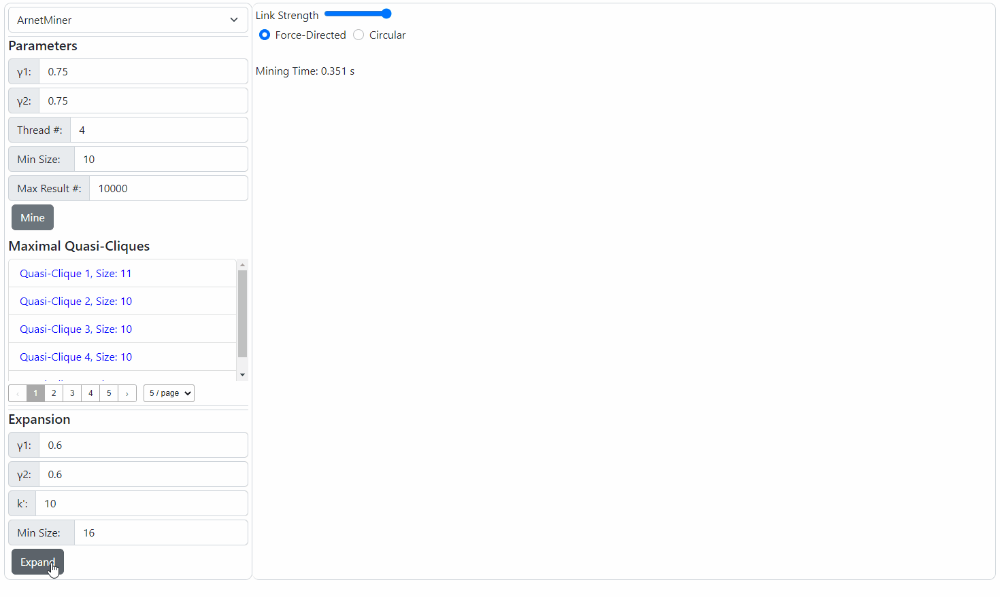 ArnetMiner
Parameters
γ1: 0.75
γ2: 0.75
Thread #: 4
Min Size: 10
Max Result #: 10000
Mine
Maximal Quasi-Cliques
Quasi-Clique 1, Size: 11
Quasi-Clique 2, Size: 10
Quasi-Clique 3, Size: 10
Quasi-Clique 4, Size: 10
‹ 1 2 3 4 5 › 5 / page
Expansion
γ1: 0.6
γ2: 0.6
k': 10
Min Size: 16
Expand
Link Strength
Force-Directed Circular
Mining Time: 0.351 s